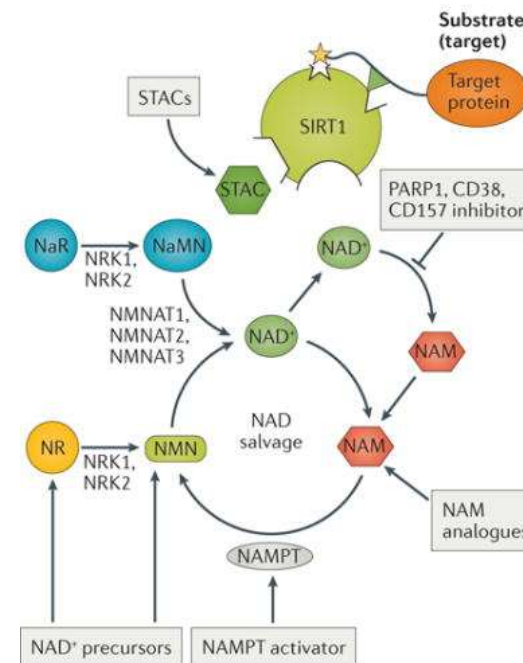 Substrate
(target)
Target
protein
STACs
SIRT1
STAC
PARP1, CD38,
CD157 inhibitor
NaR
NaMN
NAD+
NRK1,
NRK2
NMNAT1,
NMNAT2,
NMNAT3
NAD+
NAM
NAD
salvage
NR
NMN
NAM
NRK1,
NRK2
NAM
analogues
NAMPT
NAD+ precursors
NAMPT activator